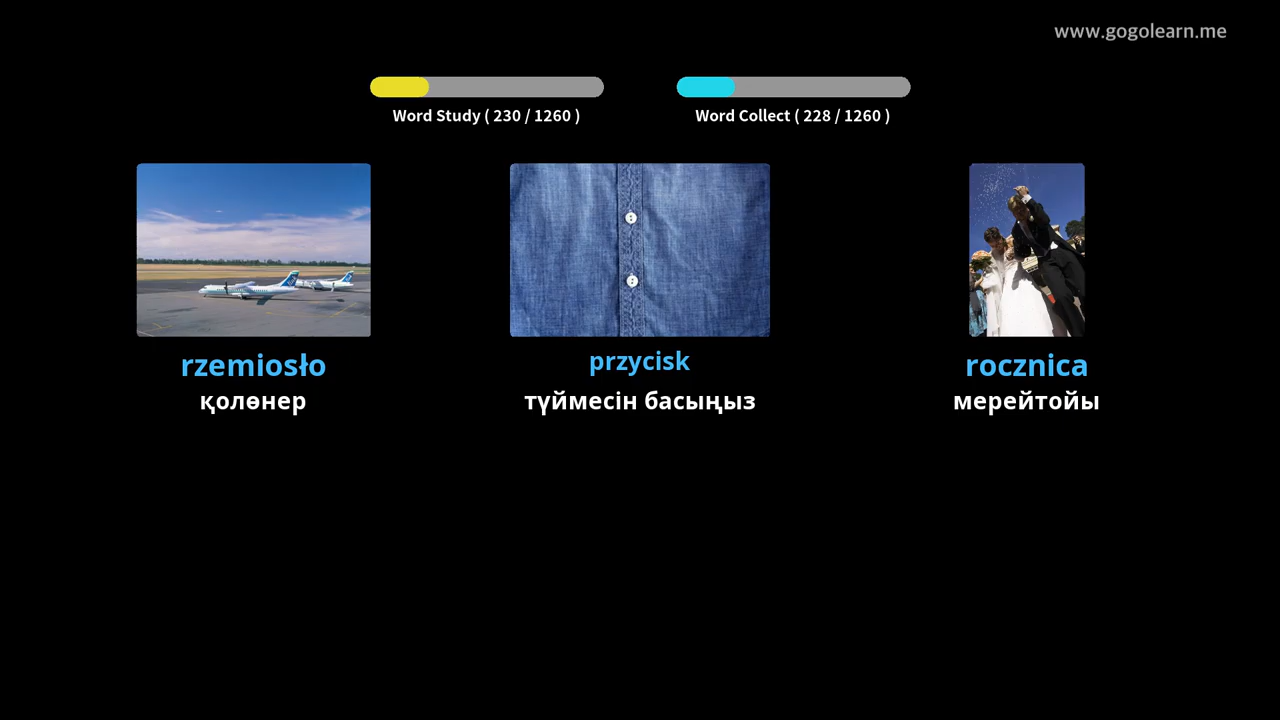 www.gogolearn.me
Word Study ( 230 / 1260 )
Word Collect ( 228 / 1260 )
rzemiosło
қолөнер
przycisk
түймесін басыңыз
rocznica
мерейтойы